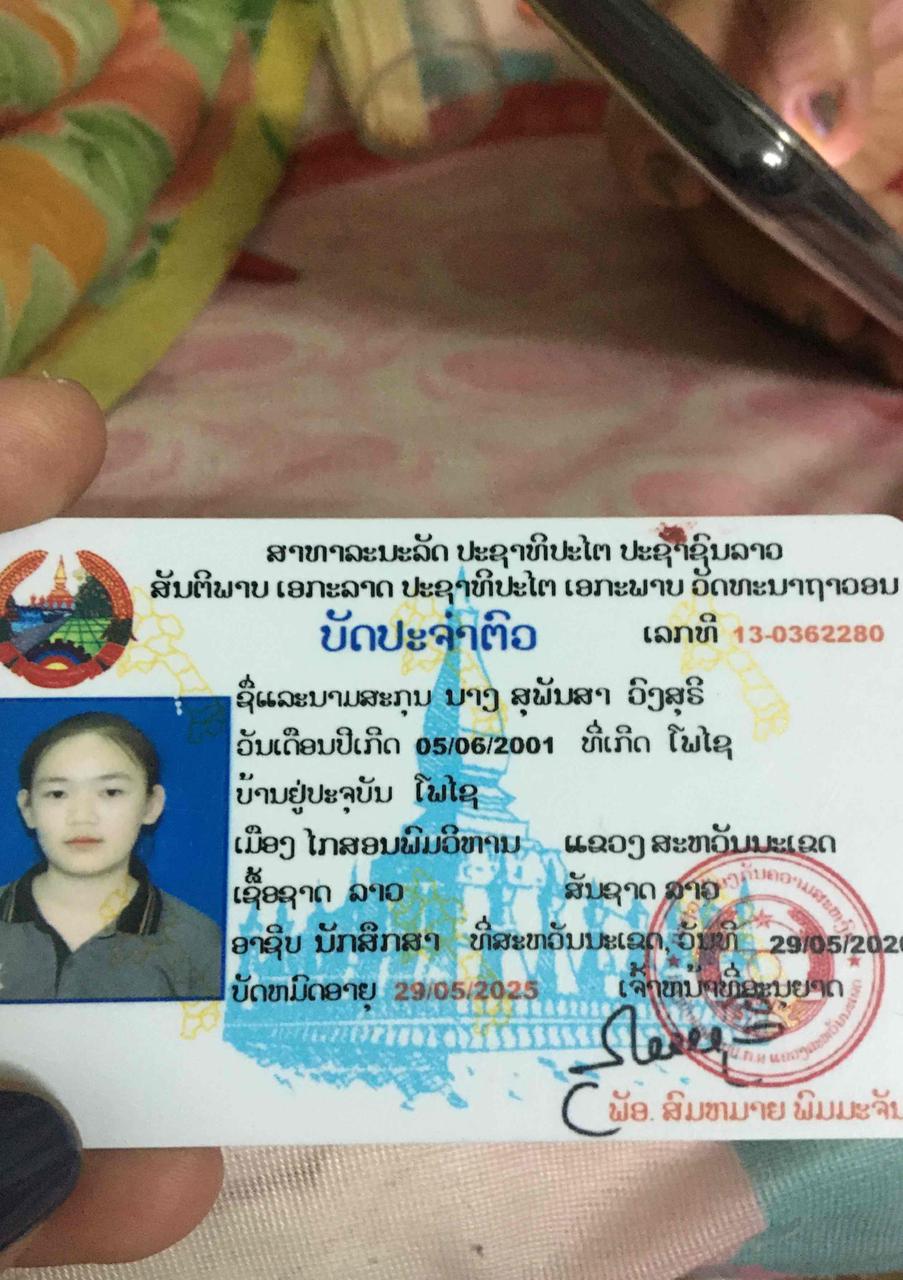 ສາທາລະນະລັດ ປະຊາທິປະໄຕ ປະຊາຊົນລາວ
ສັນຕິພາບ ເອກະລາດ ປະຊາທິປະໄຕ ເອກະພາບ ວັດທະນາຖາວອນ
ບັດປະຈຳຕົວ ເລກທີ 13-0362280
ຊື່ແລະນາມສະກຸນ ນາງ ສຸພັນສາ ວົງສຸຣິ
ວັນເດືອນປີເກີດ 05/06/2001 ທີ່ເກີດ ໂພໄຊ
ບ້ານຢູ່ປະຈຸບັນ ໂພໄຊ
ເມືອງ ໄກສອນພົມວິຫານ ແຂວງ ສະຫວັນນະເຂດ
ເຊື້ອຊາດ ລາວ ສັນຊາດ ລາວ
ອາຊີບ ນັກສຶກສາ ທີ່ສະຫວັນນະເຂດ, ວັນທີ 29/05/2020
ບັດຫມົດອາຍຸ 29/05/2025 ເຈົ້າຫນ້າທີ່ອະນຸຍາດ
ພັອ. ສົມຫມາຍ ພົມມະຈັນ